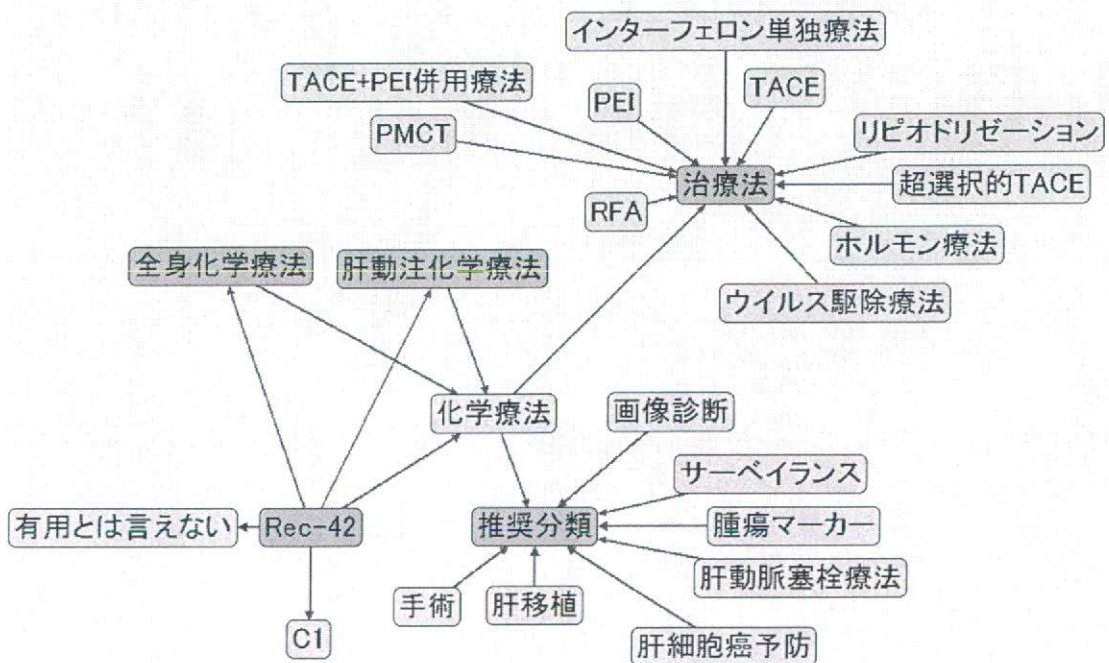 インターフェロン単独療法
TACE+PEI併用療法
PEI
TACE
PMCT
リピオドリゼーション
治療法
超選択的TACE
RFA
ホルモン療法
全身化学療法
肝動注化学療法
ウイルス駆除療法
化学療法
画像診断
サーベイランス
有用とは言えない
Rec-42
推奨分類
腫瘍マーカー
肝動脈塞栓療法
手術
肝移植
C1
肝細胞癌予防